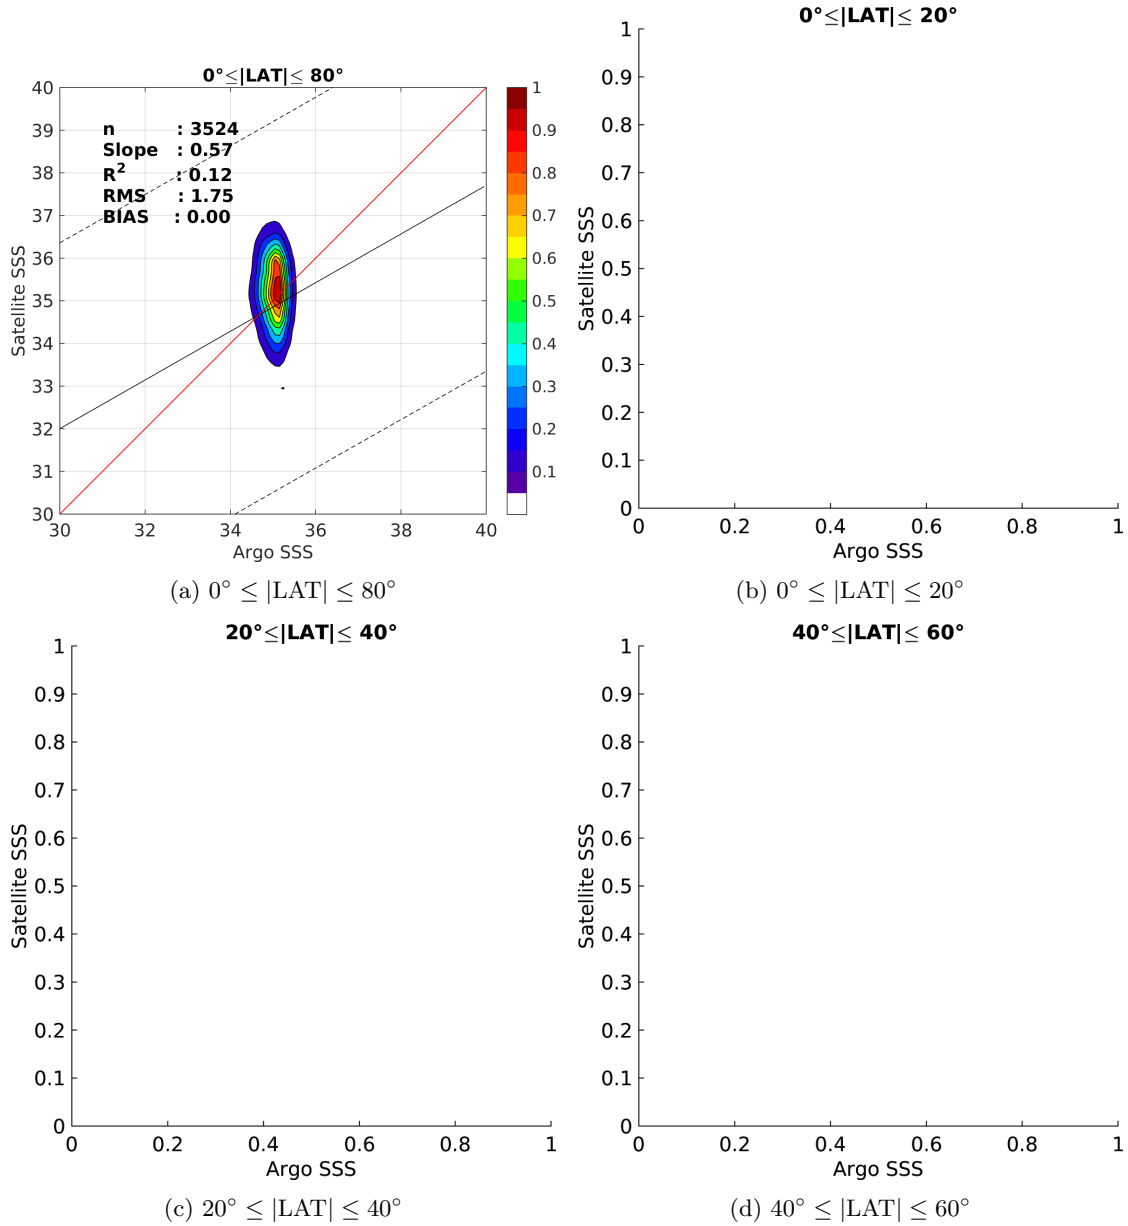 0°≤|LAT|≤ 80°
40
39
38
37
36
35
34
33
32
31
30
Satellite SSS
n : 3524
Slope : 0.57
R² : 0.12
RMS : 1.75
BIAS : 0.00
30 32 34 36 38 40
Argo SSS
1
0.9
0.8
0.7
0.6
0.5
0.4
0.3
0.2
0.1
(a) 0° ≤ |LAT| ≤ 80°
0°≤|LAT|≤ 20°
1
0.9
0.8
0.7
0.6
0.5
0.4
0.3
0.2
0.1
0
Satellite SSS
0 0.2 0.4 0.6 0.8 1
Argo SSS
(b) 0° ≤ |LAT| ≤ 20°
20°≤|LAT|≤ 40°
1
0.9
0.8
0.7
0.6
0.5
0.4
0.3
0.2
0.1
0
Satellite SSS
0 0.2 0.4 0.6 0.8 1
Argo SSS
(c) 20° ≤ |LAT| ≤ 40°
40°≤|LAT|≤ 60°
1
0.9
0.8
0.7
0.6
0.5
0.4
0.3
0.2
0.1
0
Satellite SSS
0 0.2 0.4 0.6 0.8 1
Argo SSS
(d) 40° ≤ |LAT| ≤ 60°